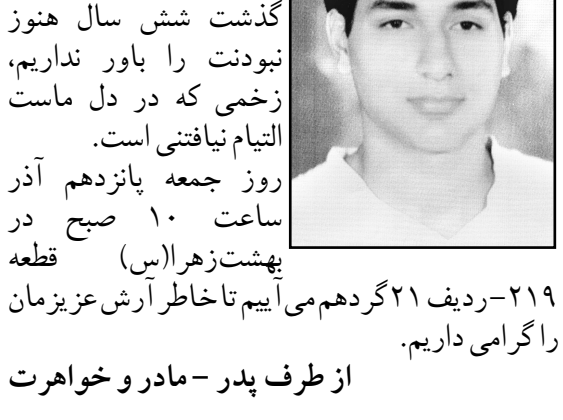 گذشت شش سال هنوز
نبودنت را باور نداریم،
زخمی که در دل ماست
التیام نیافتنی است.
روز جمعه پانزدهم آذر
ساعت ۱۰ صبح در
بهشت‌زهرا(س) قطعه
۲۱۹-ردیف ۲۱ گردهم می‌آییم تا خاطر آرش عزیزمان
را گرامی داریم.
از طرف پدر - مادر و خواهرت